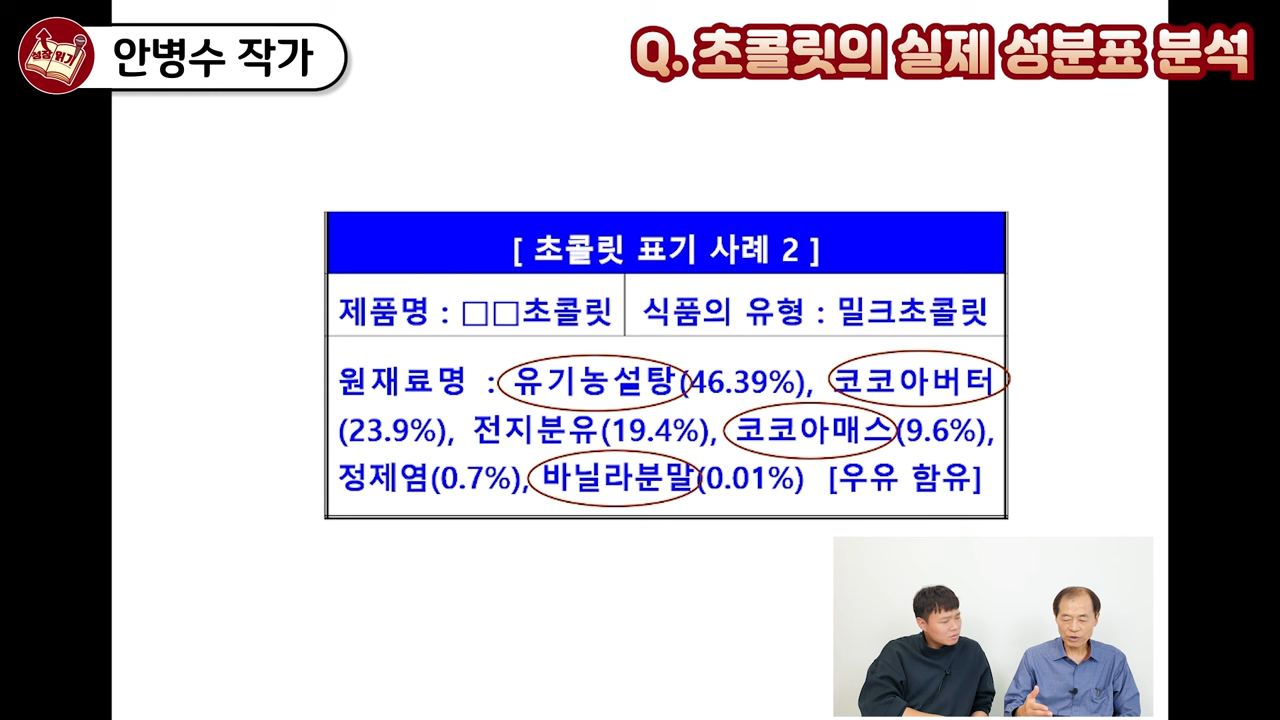 성점 읽기
안병수 작가
Q. 초콜릿의 실제 성분표 분석
[ 초콜릿 표기 사례 2 ]
제품명 : □□초콜릿
식품의 유형 : 밀크초콜릿
원재료명 : 유기농설탕(46.39%), 코코아버터
(23.9%), 전지분유(19.4%), 코코아매스(9.6%),
정제염(0.7%), 바닐라분말(0.01%) [우유 함유]